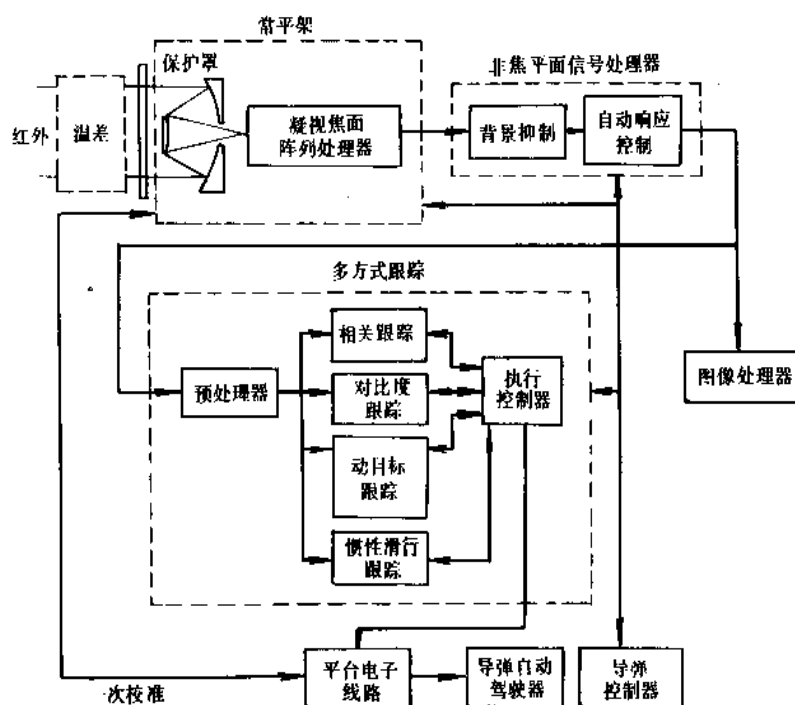 常平架
保护罩
非焦平面信号处理器
红外
温差
凝视焦面
阵列处理器
背景抑制
自动响应
控制
多方式跟踪
相关跟踪
预处理器
对比度
跟踪
执行
控制器
图像处理器
动目标
跟踪
惯性滑行
跟踪
一次校准
平台电子
线路
导弹自动
驾驶器
导弹
控制器